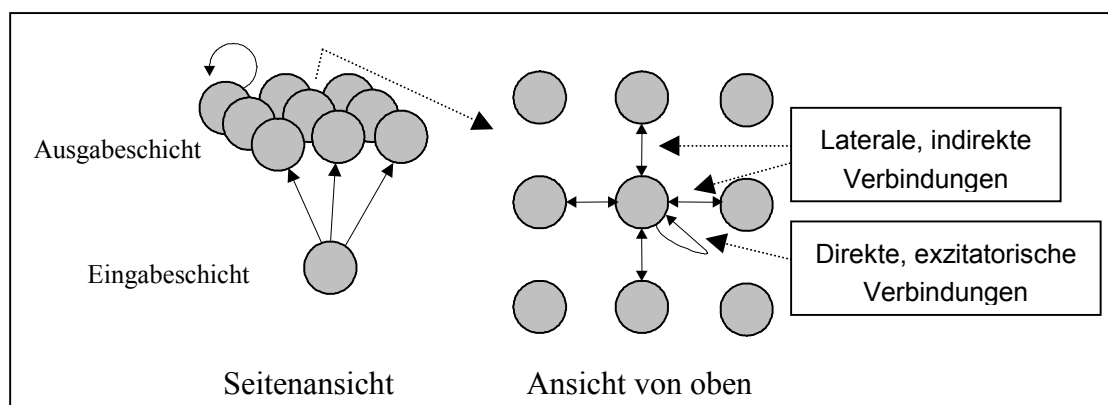 Ausgabeschicht
Eingabeschicht
Seitenansicht
Ansicht von oben
Laterale, indirekte
Verbindungen
Direkte, exzitatorische
Verbindungen